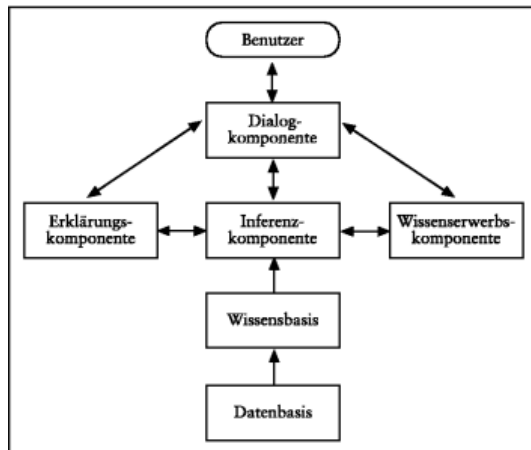 Benutzer
Dialog-
komponente
Erklärungs-
komponente
Inferenz-
komponente
Wissenserwerbs-
komponente
Wissensbasis
Datenbasis